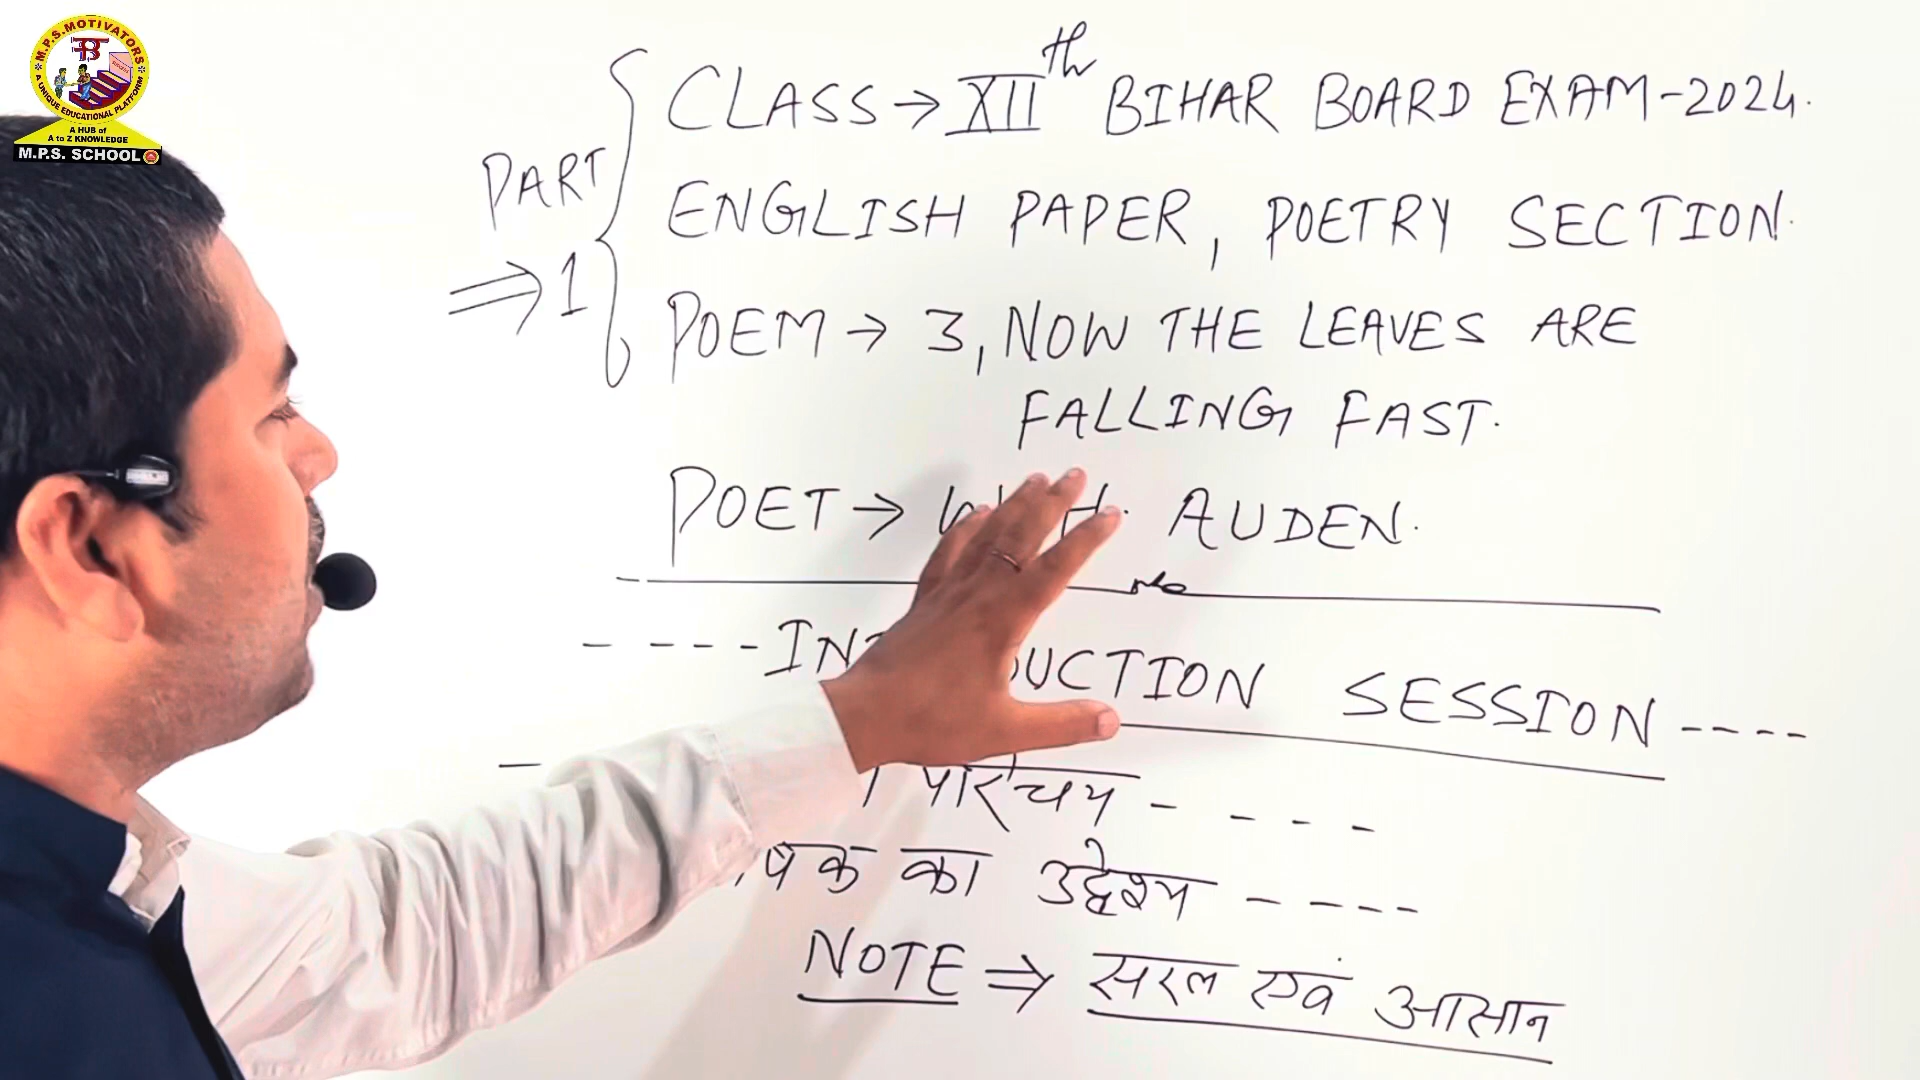 M.P.S.MOTIVATORS
A UNIQUE EDUCATIONAL PLATFORM
A HUB of
A to Z KNOWLEDGE
M.P.S. SCHOOL
PART
⇒ 1
CLASS → XIIth BIHAR BOARD EXAM-2024.
ENGLISH PAPER, POETRY SECTION.
POEM → 3, NOW THE LEAVES ARE
FALLING FAST.
POET → H. AUDEN.
---- SESSION ----
परिचय - - - -
का उद्देश्य - - - -
NOTE ⇒ सरल एवं आसान